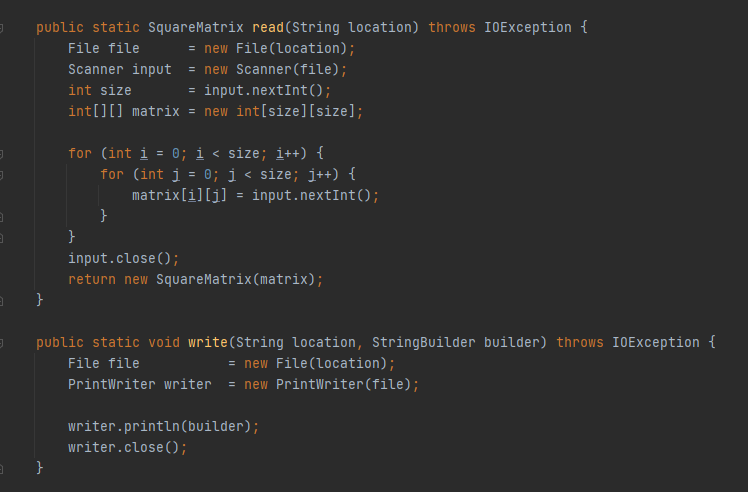 public static SquareMatrix read(String location) throws IOException {
    File file      = new File(location);
    Scanner input  = new Scanner(file);
    int size       = input.nextInt();
    int[][] matrix = new int[size][size];

    for (int i = 0; i < size; i++) {
        for (int j = 0; j < size; j++) {
            matrix[i][j] = input.nextInt();
        }
    }
    input.close();
    return new SquareMatrix(matrix);
}

public static void write(String location, StringBuilder builder) throws IOException {
    File file           = new File(location);
    PrintWriter writer  = new PrintWriter(file);

    writer.println(builder);
    writer.close();
}